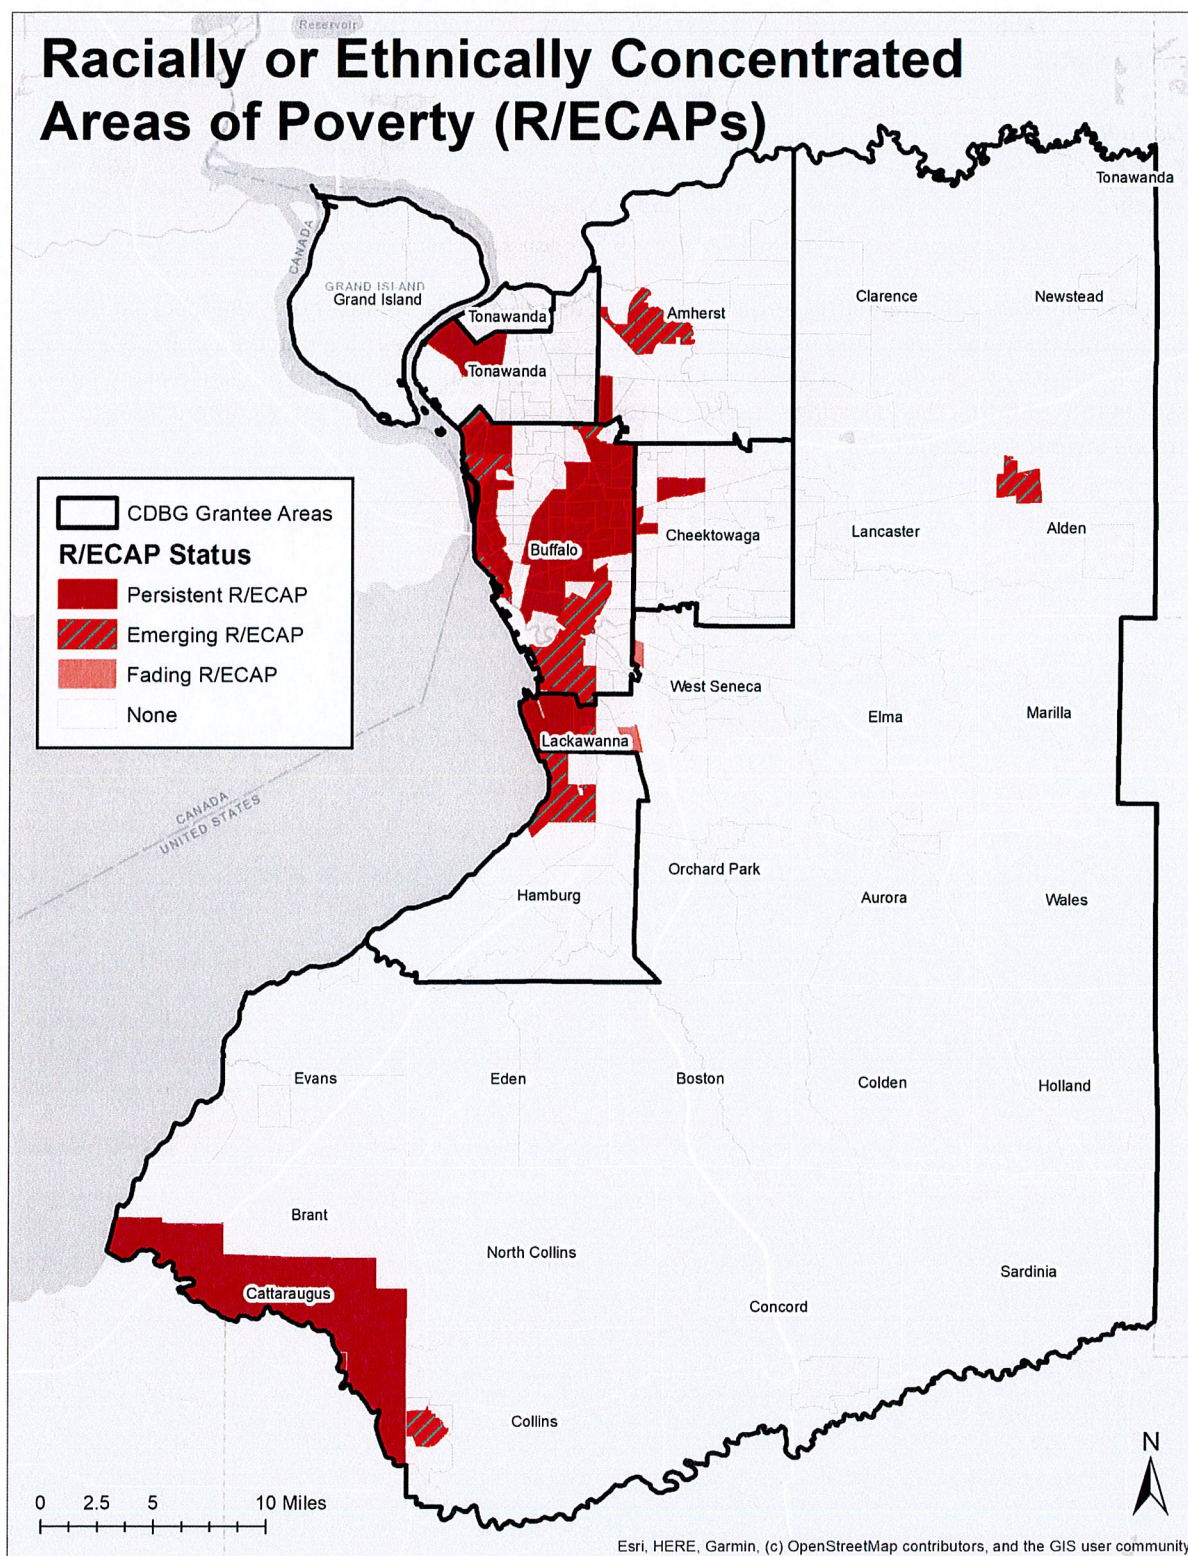 Reservoir
Racially or Ethnically Concentrated
Areas of Poverty (R/ECAPs)
Tonawanda
CANADA
GRAND ISLAND
Grand Island
Clarence
Newstead
Tonawanda
Amherst
Tonawanda
CDBG Grantee Areas
R/ECAP Status
Persistent R/ECAP
Emerging R/ECAP
Fading R/ECAP
None
Buffalo
Cheektowaga
Lancaster
Alden
West Seneca
Elma
Marilla
Lackawanna
CANADA
UNITED STATES
Orchard Park
Hamburg
Aurora
Wales
Evans
Eden
Boston
Colden
Holland
Brant
North Collins
Cattaraugus
Sardinia
Concord
Collins
N
0 2.5 5 10 Miles
Esri, HERE, Garmin, (c) OpenStreetMap contributors, and the GIS user community